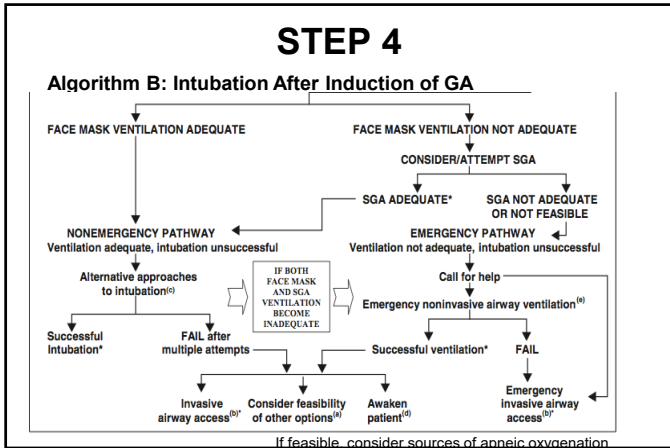 STEP 4
Algorithm B: Intubation After Induction of GA
FACE MASK VENTILATION ADEQUATE
FACE MASK VENTILATION NOT ADEQUATE
CONSIDER/ATTEMPT SGA
SGA ADEQUATE*
SGA NOT ADEQUATE
OR NOT FEASIBLE
NONEMERGENCY PATHWAY
Ventilation adequate, intubation unsuccessful
EMERGENCY PATHWAY
Ventilation not adequate, intubation unsuccessful
Alternative approaches
to intubation(c)
IF BOTH
FACE MASK
AND SGA
VENTILATION
BECOME
INADEQUATE
Call for help
Emergency noninvasive airway ventilation(e)
Successful
Intubation*
FAIL after
multiple attempts
Successful ventilation*
FAIL
Invasive
airway access(b)*
Consider feasibility
of other options(a)
Awaken
patient(d)
Emergency
invasive airway
access(b)*
If feasible, consider sources of apneic oxygenation